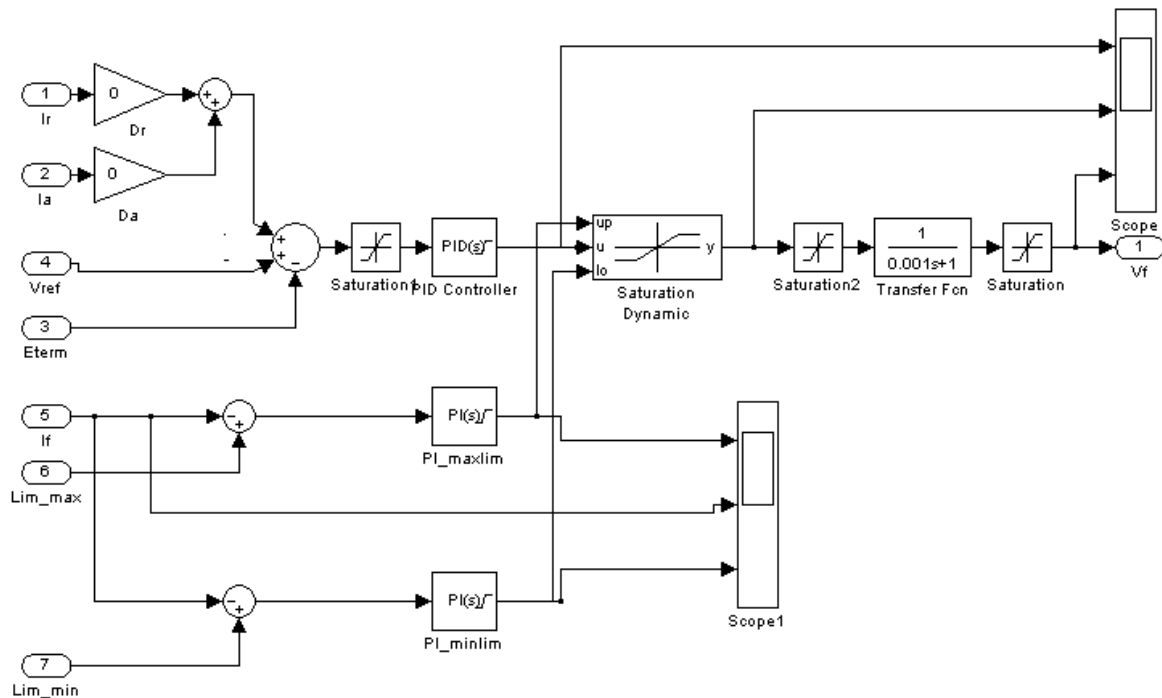 1
Ir
0
Dr
+
+
2
Ia
0
Da
4
Vref
3
Eterm
+
+
-
Saturation1
PID(s)
PID Controller
up
u
lo
y
Saturation
Dynamic
Saturation2
1
0.001s+1
Transfer Fcn
Saturation
Scope
1
Vf
5
If
6
Lim_max
-
+
PI(s)
PI_maxlim
7
Lim_min
-
+
PI(s)
PI_minlim
Scope1